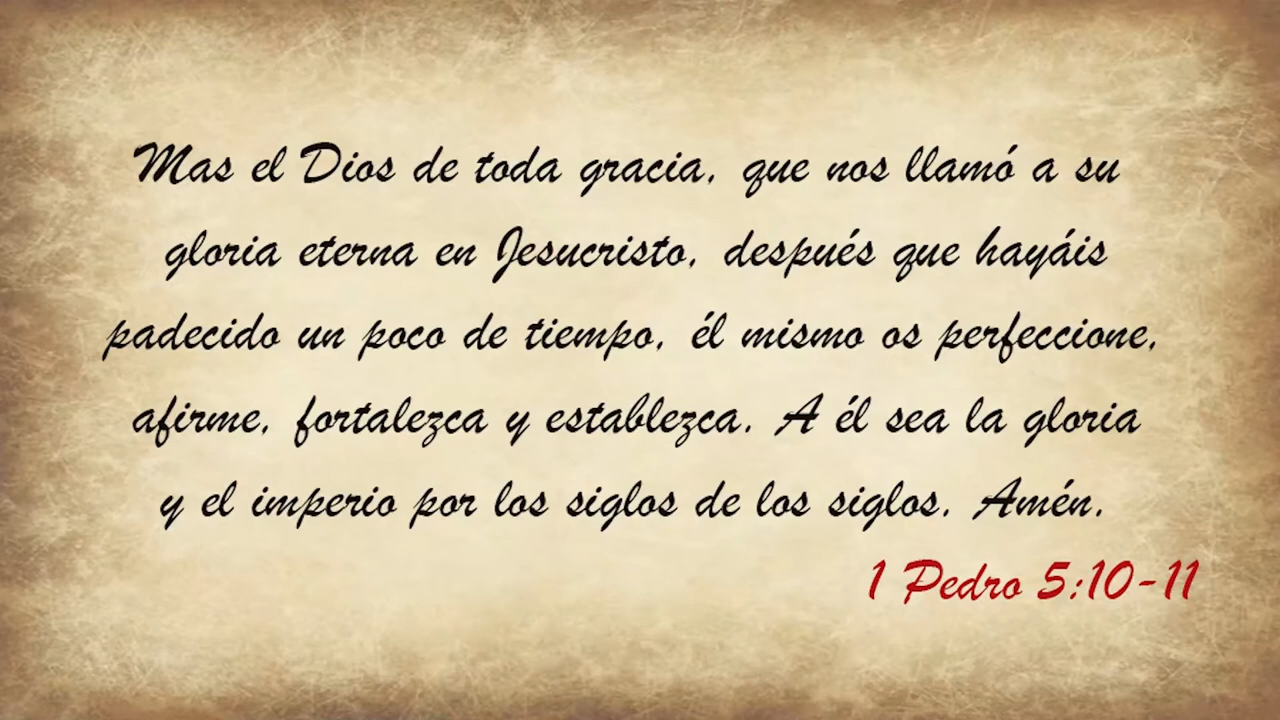 Mas el Dios de toda gracia, que nos llamó a su
gloria eterna en Jesucristo, después que hayáis
padecido un poco de tiempo, él mismo os perfeccione,
afirme, fortalezca y establezca. A él sea la gloria
y el imperio por los siglos de los siglos. Amén.
1 Pedro 5:10-11